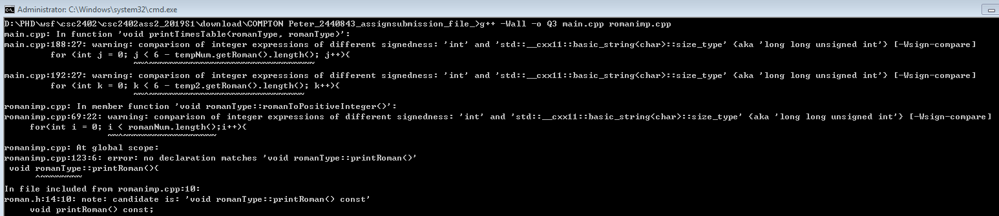 Administrator: C:\Windows\system32\cmd.exe
D:\PHD\wsf\csc2402\csc2402ass2_2019S1\download\COMPTON Peter_2440843_assignsubmission_file_>g++ -Wall -o Q3 main.cpp romanimp.cpp
main.cpp: In function 'void printTimesTable(romanType, romanType)':
main.cpp:188:27: warning: comparison of integer expressions of different signedness: 'int' and 'std::__cxx11::basic_string<char>::size_type' {aka 'long long unsigned int'} [-Wsign-compare]
         for (int j = 0; j < 6 - tempNum.getRoman().length(); j++){
                         ~~^~~~~~~~~~~~~~~~~~~~~~~~~~~~~~~~~
main.cpp:192:27: warning: comparison of integer expressions of different signedness: 'int' and 'std::__cxx11::basic_string<char>::size_type' {aka 'long long unsigned int'} [-Wsign-compare]
         for (int k = 0; k < 6 - temp2.getRoman().length(); k++){
                         ~~^~~~~~~~~~~~~~~~~~~~~~~~~~~~~~~
romanimp.cpp: In member function 'void romanType::romanToPositiveInteger()':
romanimp.cpp:69:22: warning: comparison of integer expressions of different signedness: 'int' and 'std::__cxx11::basic_string<char>::size_type' {aka 'long long unsigned int'} [-Wsign-compare]
     for(int i = 0; i < romanNum.length();i++){
                    ~~^~~~~~~~~~~~~~~~~~~
romanimp.cpp: At global scope:
romanimp.cpp:123:6: error: no declaration matches 'void romanType::printRoman()'
 void romanType::printRoman(){
      ^~~~~~~~~
In file included from romanimp.cpp:10:
roman.h:14:10: note: candidate is: 'void romanType::printRoman() const'
     void printRoman() const;